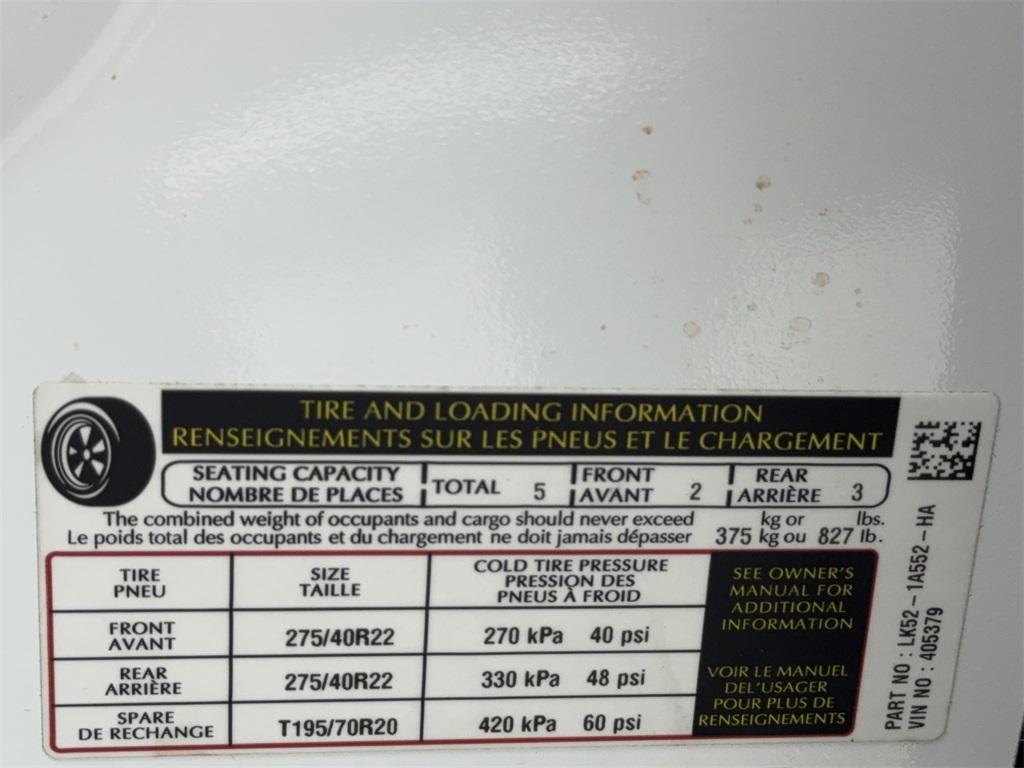 TIRE AND LOADING INFORMATION
RENSEIGNEMENTS SUR LES PNEUS ET LE CHARGEMENT
SEATING CAPACITY
NOMBRE DE PLACES
TOTAL 5
FRONT
AVANT 2
REAR
ARRIÈRE 3
The combined weight of occupants and cargo should never exceed kg or lbs.
Le poids total des occupants et du chargement ne doit jamais dépasser 375 kg ou 827 lb.
TIRE
PNEU
SIZE
TAILLE
COLD TIRE PRESSURE
PRESSION DES
PNEUS À FROID
FRONT
AVANT
275/40R22
270 kPa 40 psi
REAR
ARRIÈRE
275/40R22
330 kPa 48 psi
SPARE
DE RECHANGE
T195/70R20
420 kPa 60 psi
SEE OWNER'S
MANUAL FOR
ADDITIONAL
INFORMATION
VOIR LE MANUEL
DEL'USAGER
POUR PLUS DE
RENSEIGNEMENTS
PART NO : LK52-1A552-HA
VIN NO : 405379